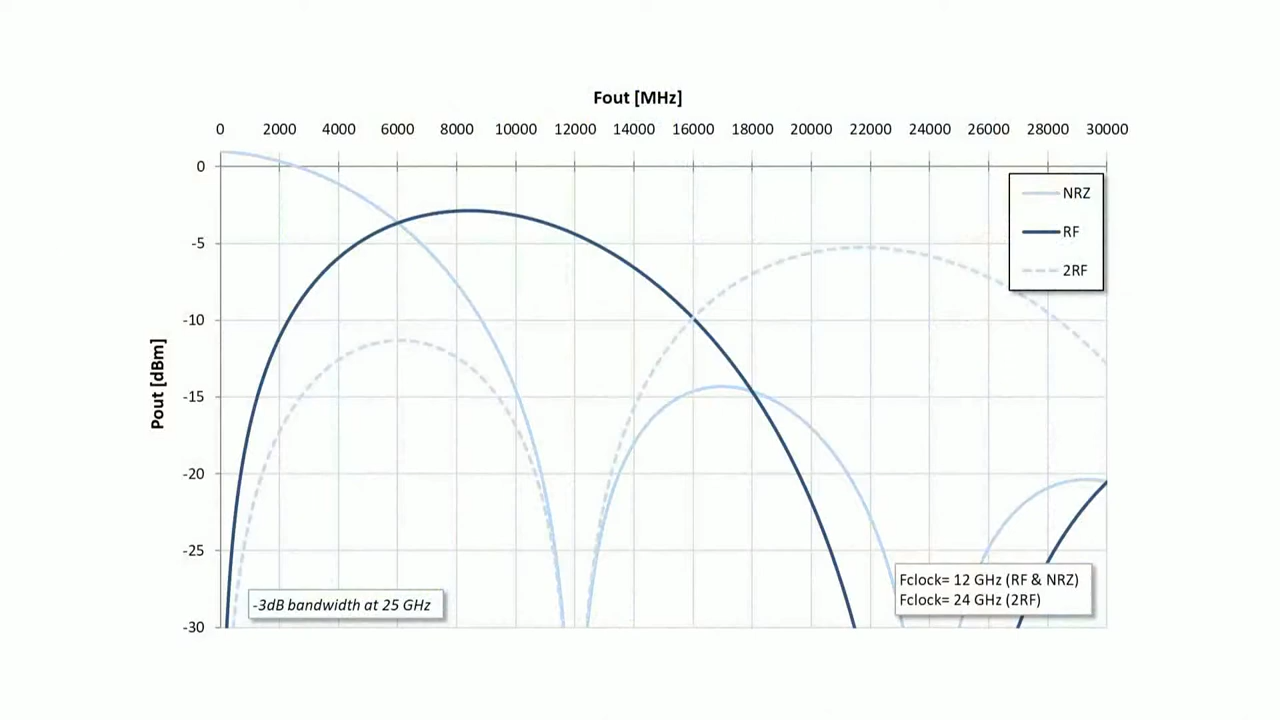 Fout [MHz]
0 2000 4000 6000 8000 10000 12000 14000 16000 18000 20000 22000 24000 26000 28000 30000
0
-5
-10
-15
-20
-25
-30
Pout [dBm]
NRZ
RF
2RF
-3dB bandwidth at 25 GHz
Fclock= 12 GHz (RF & NRZ)
Fclock= 24 GHz (2RF)